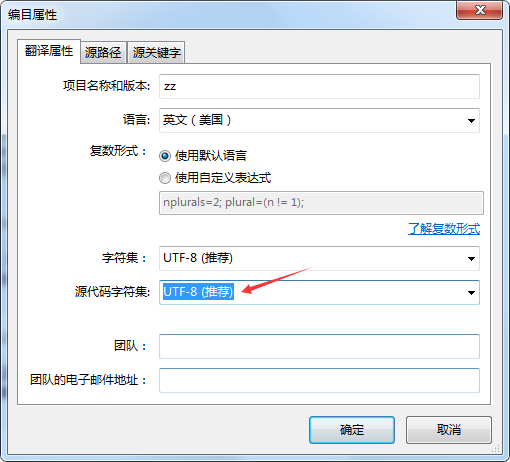 编目属性
翻译属性 源路径 源关键字
项目名称和版本: zz
语言: 英文 ( 美国 )
复数形式: 使用默认语言
使用自定义表达式
nplurals=2; plural=(n != 1);
了解复数形式
字符集: UTF-8 (推荐)
源代码字符集: UTF-8 (推荐)
团队:
团队的电子邮件地址:
确定 取消